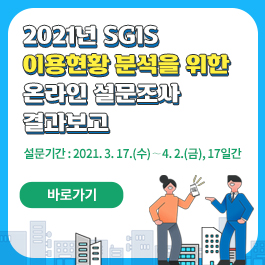 2021년 SGIS
이용현황 분석을 위한
온라인 설문조사
결과보고
설문기간 : 2021. 3. 17.(수) ~ 4. 2.(금), 17일간
바로가기